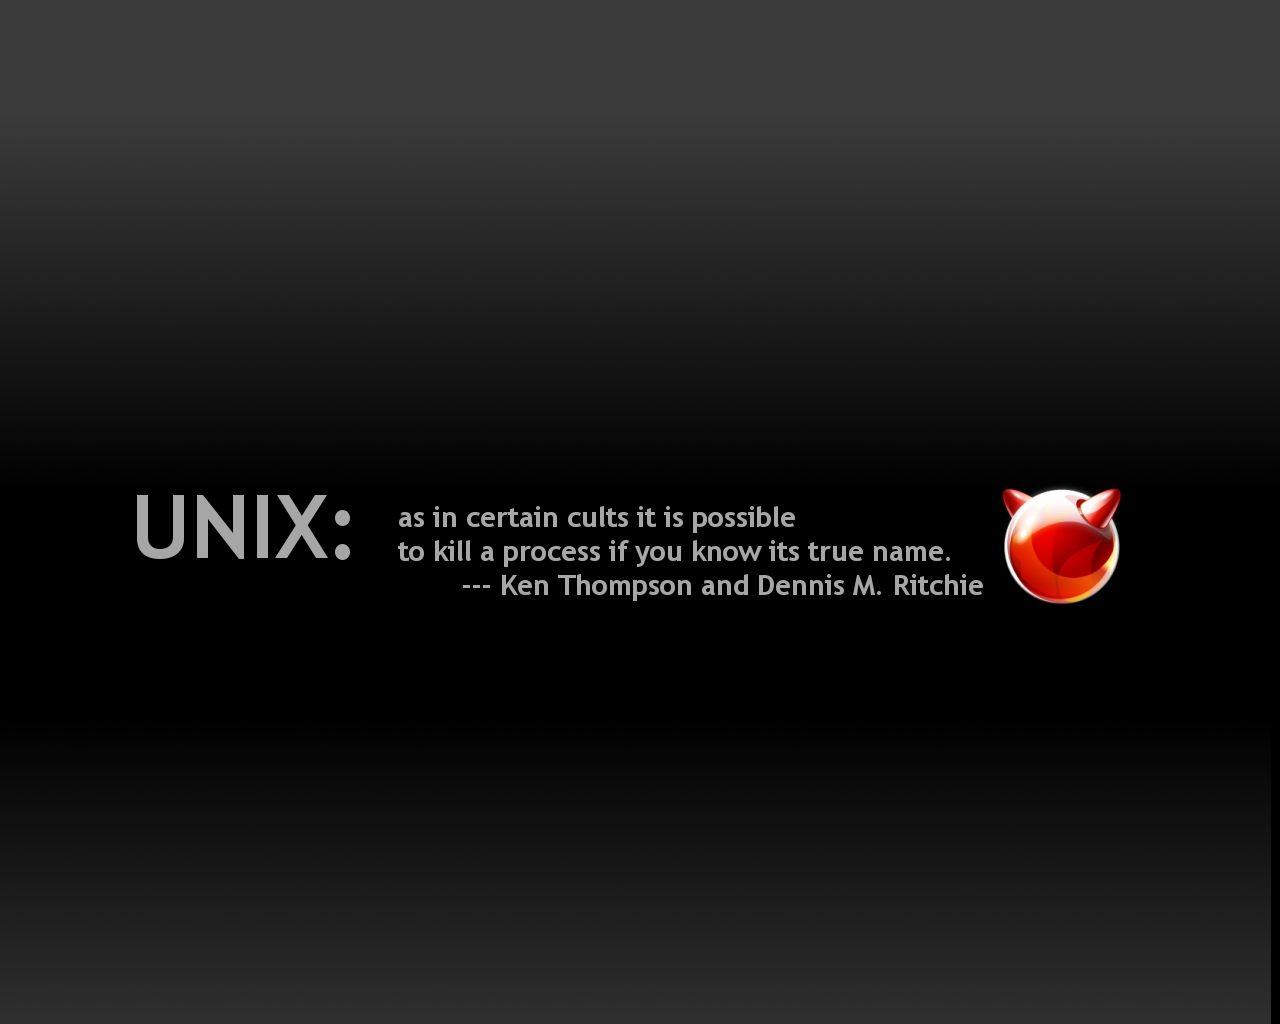 UNIX:
as in certain cults it is possible
to kill a process if you know its true name.
--- Ken Thompson and Dennis M. Ritchie